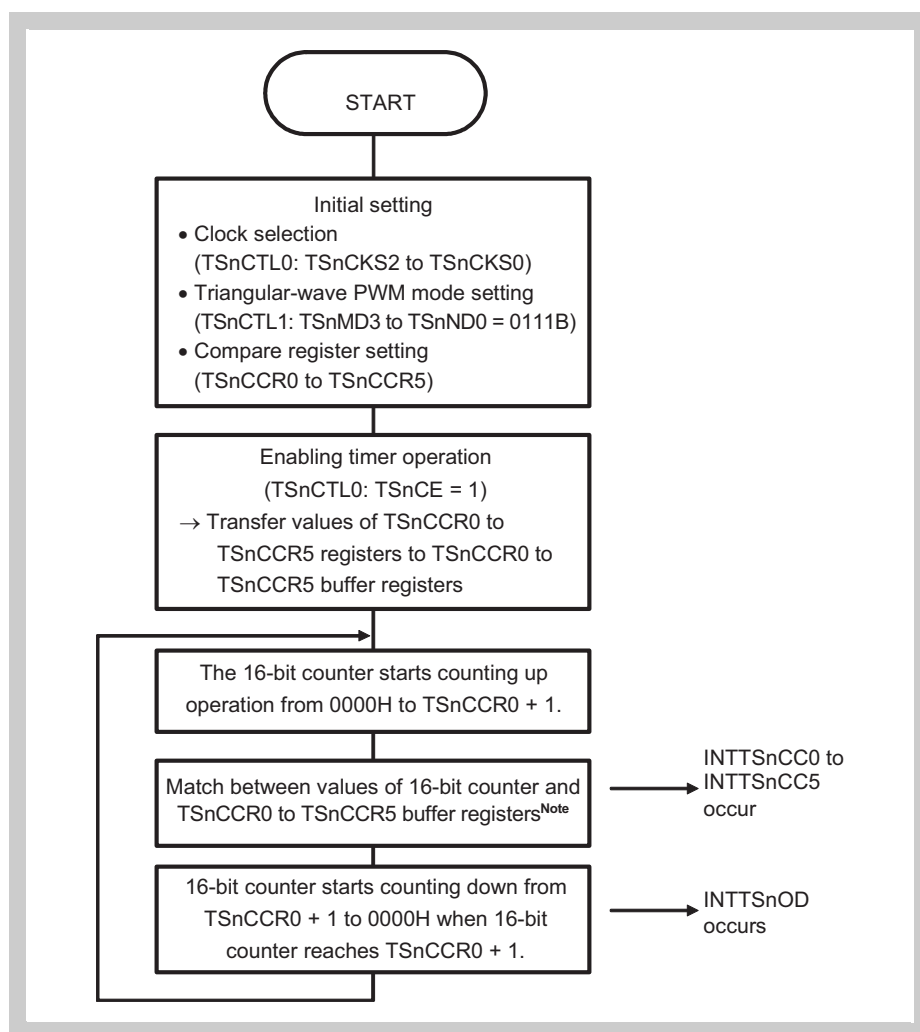 START
Initial setting
• Clock selection
(TSnCTL0: TSnCKS2 to TSnCKS0)
• Triangular-wave PWM mode setting
(TSnCTL1: TSnMD3 to TSnND0 = 0111B)
• Compare register setting
(TSnCCR0 to TSnCCR5)
Enabling timer operation
(TSnCTL0: TSnCE = 1)
→ Transfer values of TSnCCR0 to
TSnCCR5 registers to TSnCCR0 to
TSnCCR5 buffer registers
The 16-bit counter starts counting up
operation from 0000H to TSnCCR0 + 1.
Match between values of 16-bit counter and
TSnCCR0 to TSnCCR5 buffer registersNote
INTTSnCC0 to
INTTSnCC5
occur
16-bit counter starts counting down from
TSnCCR0 + 1 to 0000H when 16-bit
counter reaches TSnCCR0 + 1.
INTTSnOD
occurs